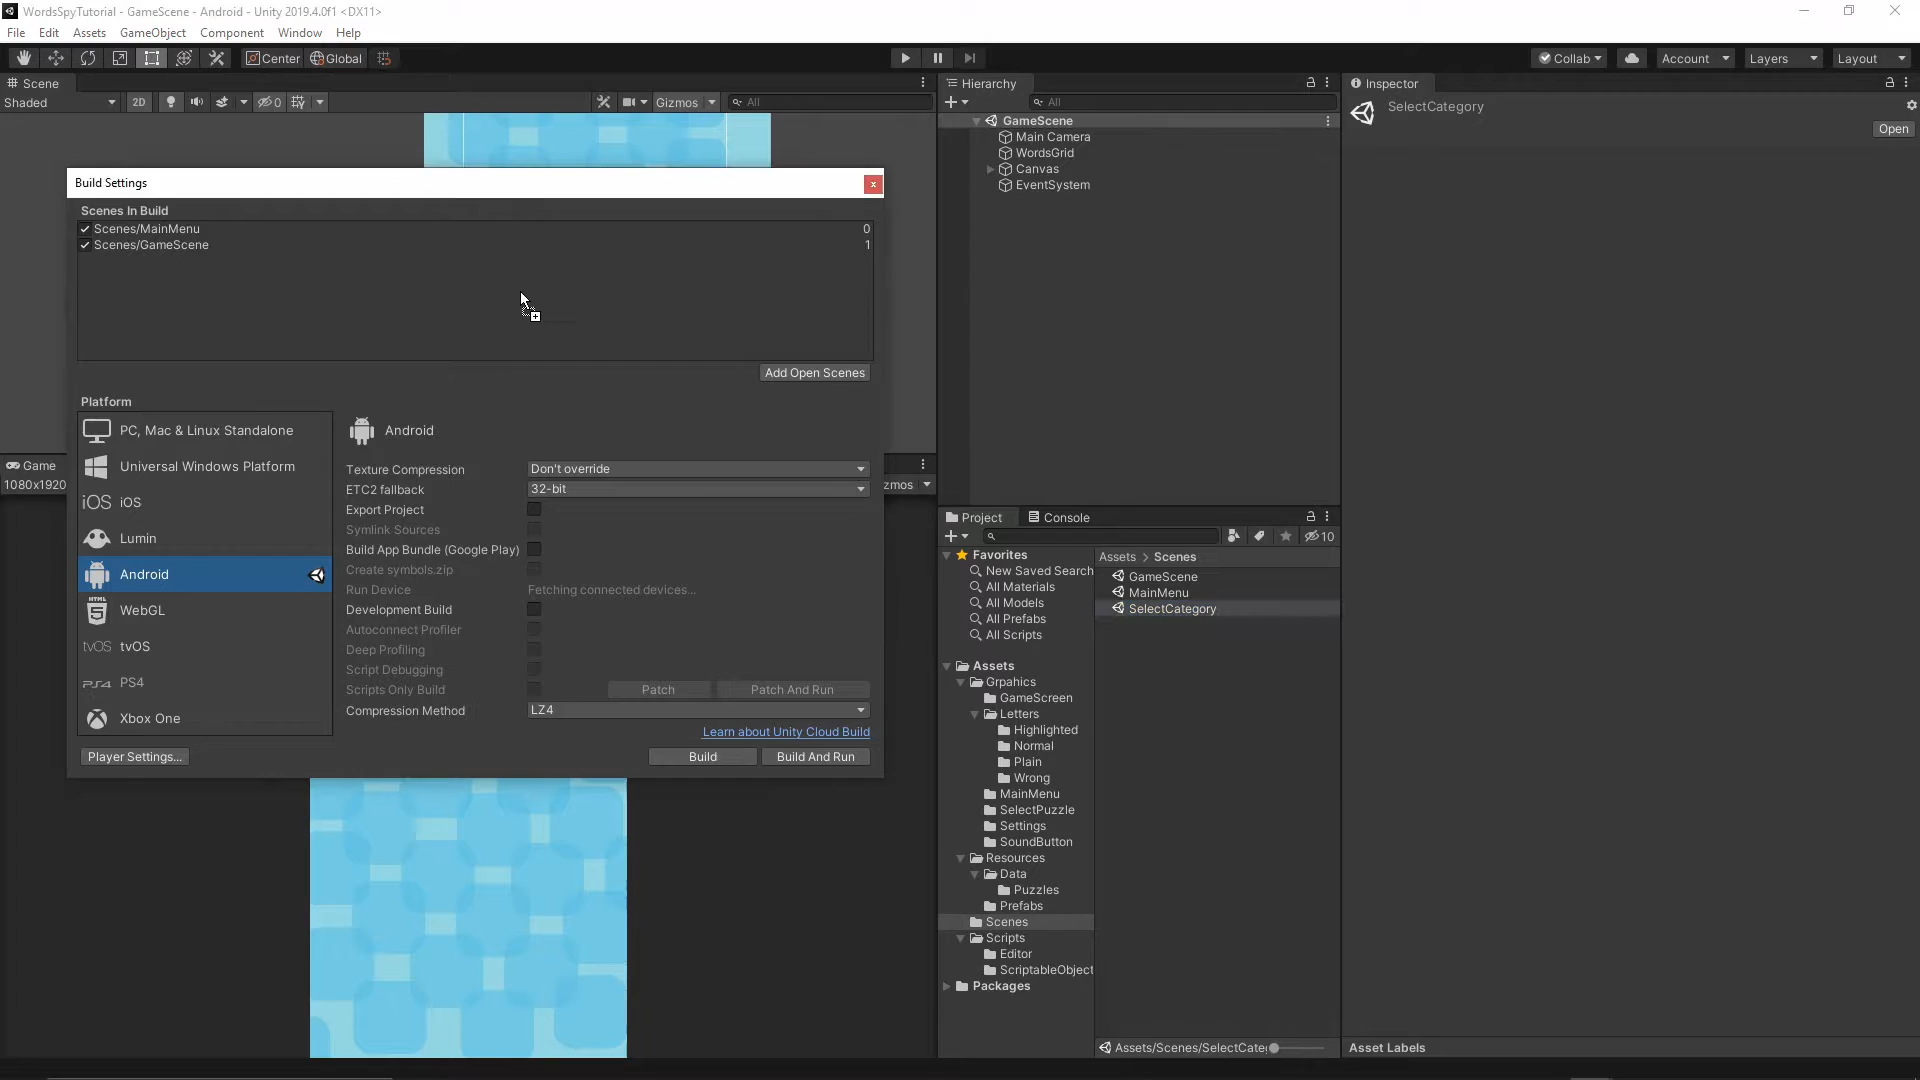 WordsSpyTutorial - GameScene - Android - Unity 2019.4.0f1 <DX11>
File Edit Assets GameObject Component Window Help
Center Global Collab Account Layers Layout
Scene
Shaded 2D 0 Gizmos All
Build Settings x
Scenes In Build
Scenes/MainMenu 0
Scenes/GameScene 1
Add Open Scenes
Platform
PC, Mac & Linux Standalone
Universal Windows Platform
iOS iOS
Lumin
Android
HTML
WebGL
tvOS tvOS
PS4
Xbox One
Player Settings...
Android
Texture Compression Don't override
ETC2 fallback 32-bit
Export Project
Symlink Sources
Build App Bundle (Google Play)
Create symbols.zip
Run Device Fetching connected devices...
Development Build
Autoconnect Profiler
Deep Profiling
Script Debugging
Scripts Only Build Patch Patch And Run
Compression Method LZ4
Learn about Unity Cloud Build
Build Build And Run
Game
1080x1920 zmos
Hierarchy
All
GameScene
Main Camera
WordsGrid
Canvas
EventSystem
Project Console
10
Favorites
New Saved Search
All Materials
All Models
All Prefabs
All Scripts
Assets
Grpahics
GameScreen
Letters
Highlighted
Normal
Plain
Wrong
MainMenu
SelectPuzzle
Settings
SoundButton
Resources
Data
Puzzles
Prefabs
Scenes
Scripts
Editor
ScriptableObject
Packages
Assets > Scenes
GameScene
MainMenu
SelectCategory
Assets/Scenes/SelectCate
Inspector
SelectCategory
Open
Asset Labels